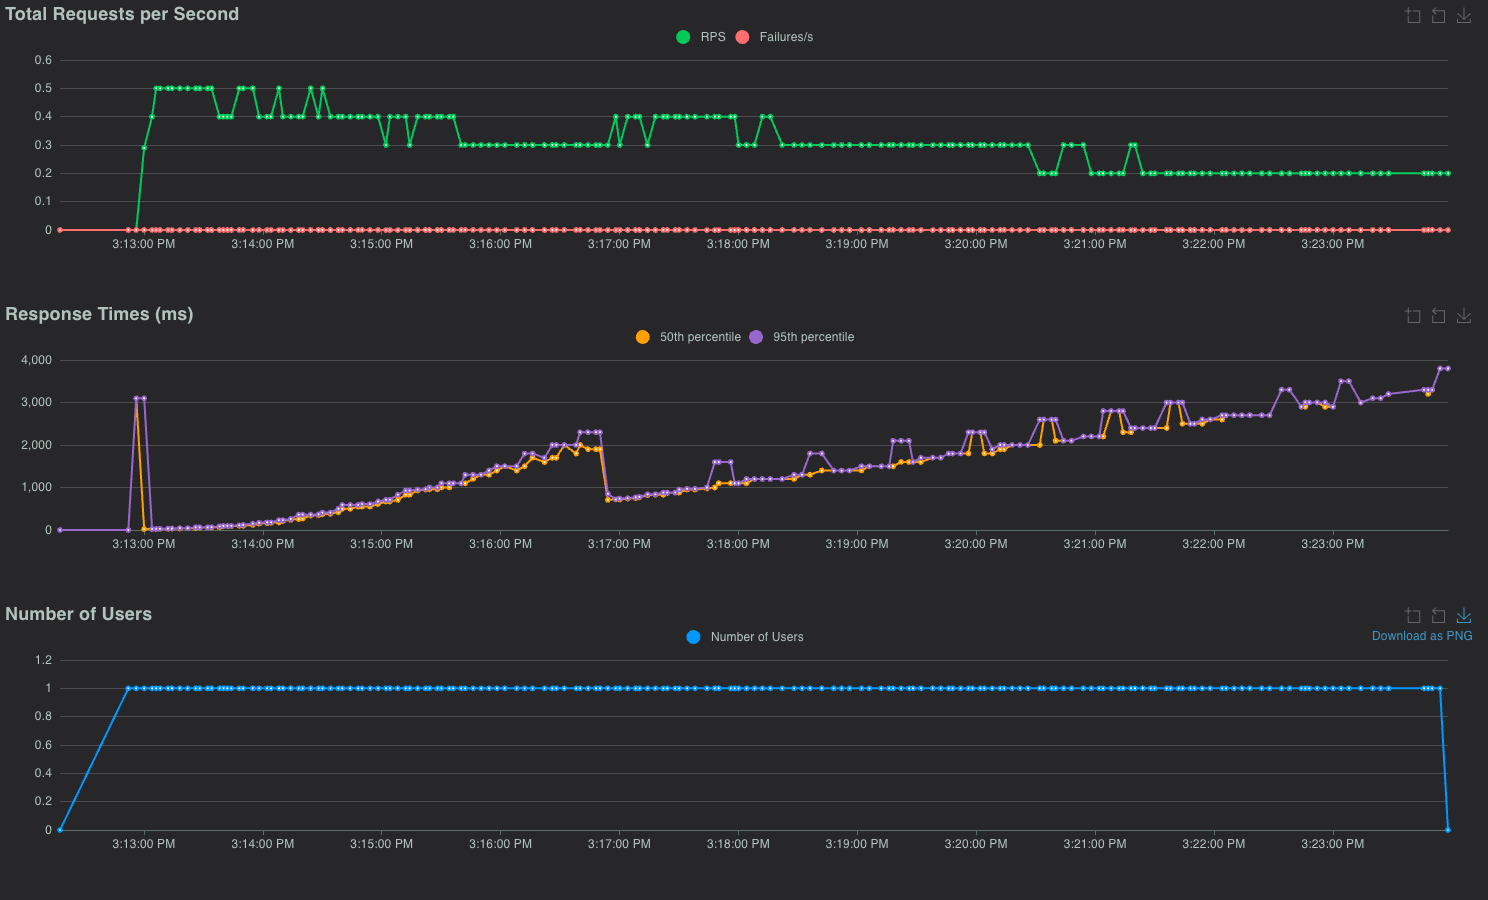 Total Requests per Second
RPS Failures/s
0.6
0.5
0.4
0.3
0.2
0.1
0
3:13:00 PM 3:14:00 PM 3:15:00 PM 3:16:00 PM 3:17:00 PM 3:18:00 PM 3:19:00 PM 3:20:00 PM 3:21:00 PM 3:22:00 PM 3:23:00 PM
Response Times (ms)
50th percentile 95th percentile
4,000
3,000
2,000
1,000
0
3:13:00 PM 3:14:00 PM 3:15:00 PM 3:16:00 PM 3:17:00 PM 3:18:00 PM 3:19:00 PM 3:20:00 PM 3:21:00 PM 3:22:00 PM 3:23:00 PM
Number of Users
Number of Users
Download as PNG
1.2
1
0.8
0.6
0.4
0.2
0
3:13:00 PM 3:14:00 PM 3:15:00 PM 3:16:00 PM 3:17:00 PM 3:18:00 PM 3:19:00 PM 3:20:00 PM 3:21:00 PM 3:22:00 PM 3:23:00 PM